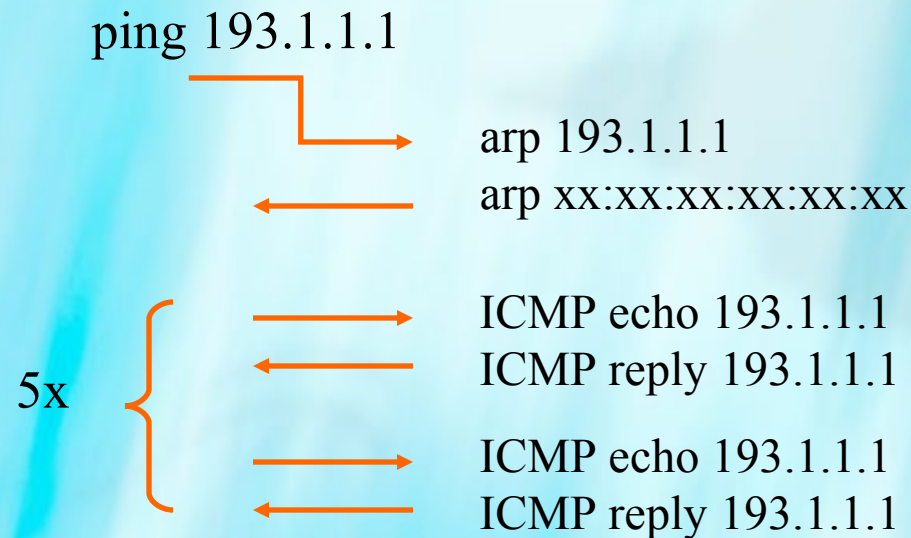 ping 193.1.1.1
arp 193.1.1.1
arp xx:xx:xx:xx:xx:xx
ICMP echo 193.1.1.1
ICMP reply 193.1.1.1
5x
ICMP echo 193.1.1.1
ICMP reply 193.1.1.1